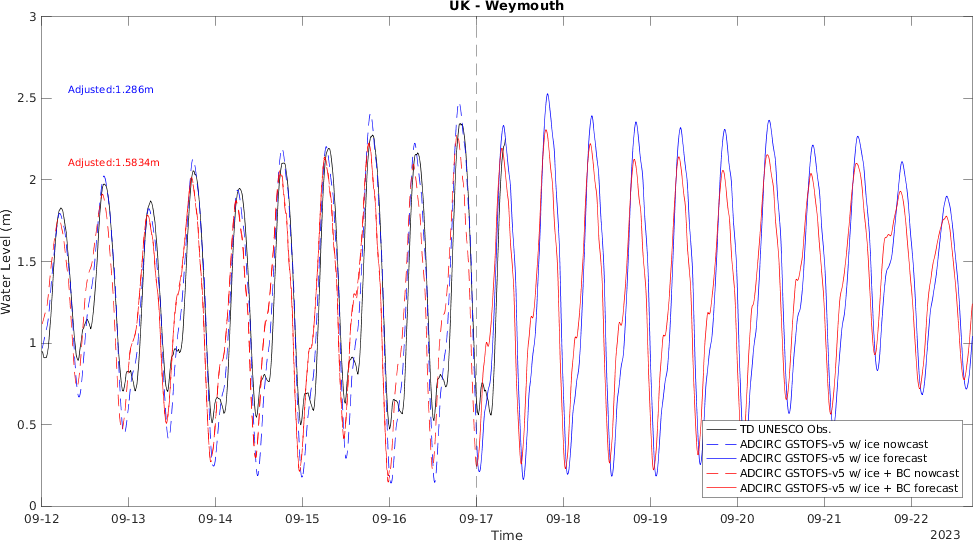 UK - Weymouth
3
2.5
2
1.5
1
0.5
0
Water Level (m)
Adjusted:1.286m
Adjusted:1.5834m
TD UNESCO Obs.
ADCIRC GSTOFS-v5 w/ ice nowcast
ADCIRC GSTOFS-v5 w/ ice forecast
ADCIRC GSTOFS-v5 w/ ice + BC nowcast
ADCIRC GSTOFS-v5 w/ ice + BC forecast
09-12 09-13 09-14 09-15 09-16 09-17 09-18 09-19 09-20 09-21 09-22
Time
2023